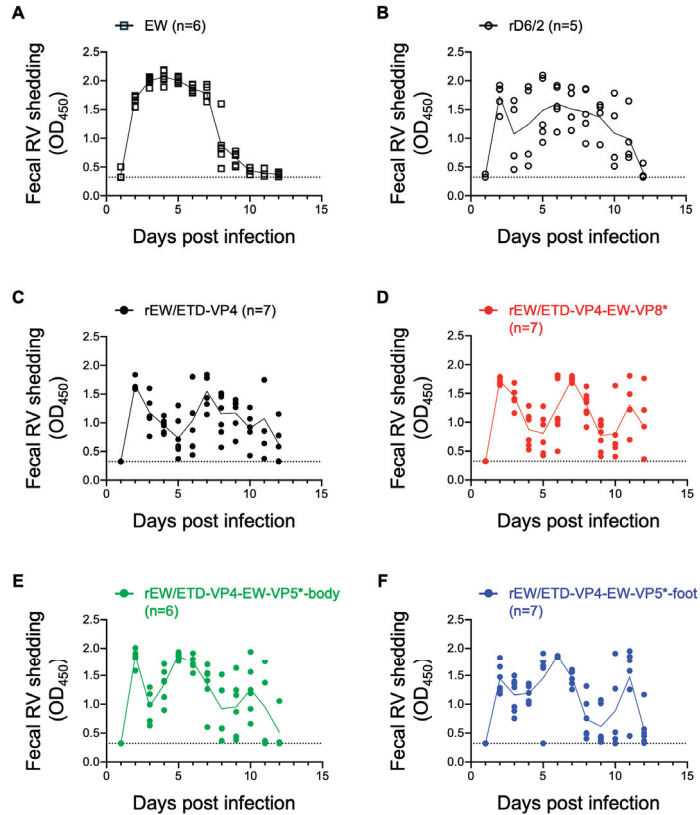 A
EW (n=6)
Fecal RV shedding
(OD450)
2.5
2.0
1.5
1.0
0.5
0.0
0
5
10
15
Days post infection
B
rD6/2 (n=5)
Fecal RV shedding
(OD450)
2.5
2.0
1.5
1.0
0.5
0.0
0
5
10
15
Days post infection
C
rEW/ETD-VP4 (n=7)
Fecal RV shedding
(OD450)
2.5
2.0
1.5
1.0
0.5
0.0
0
5
10
15
Days post infection
D
rEW/ETD-VP4-EW-VP8*
(n=7)
Fecal RV shedding
(OD450)
2.5
2.0
1.5
1.0
0.5
0.0
0
5
10
15
Days post infection
E
rEW/ETD-VP4-EW-VP5*-body
(n=6)
Fecal RV shedding
(OD450)
2.5
2.0
1.5
1.0
0.5
0.0
0
5
10
15
Days post infection
F
rEW/ETD-VP4-EW-VP5*-foot
(n=7)
Fecal RV shedding
(OD450)
2.5
2.0
1.5
1.0
0.5
0.0
0
5
10
15
Days post infection